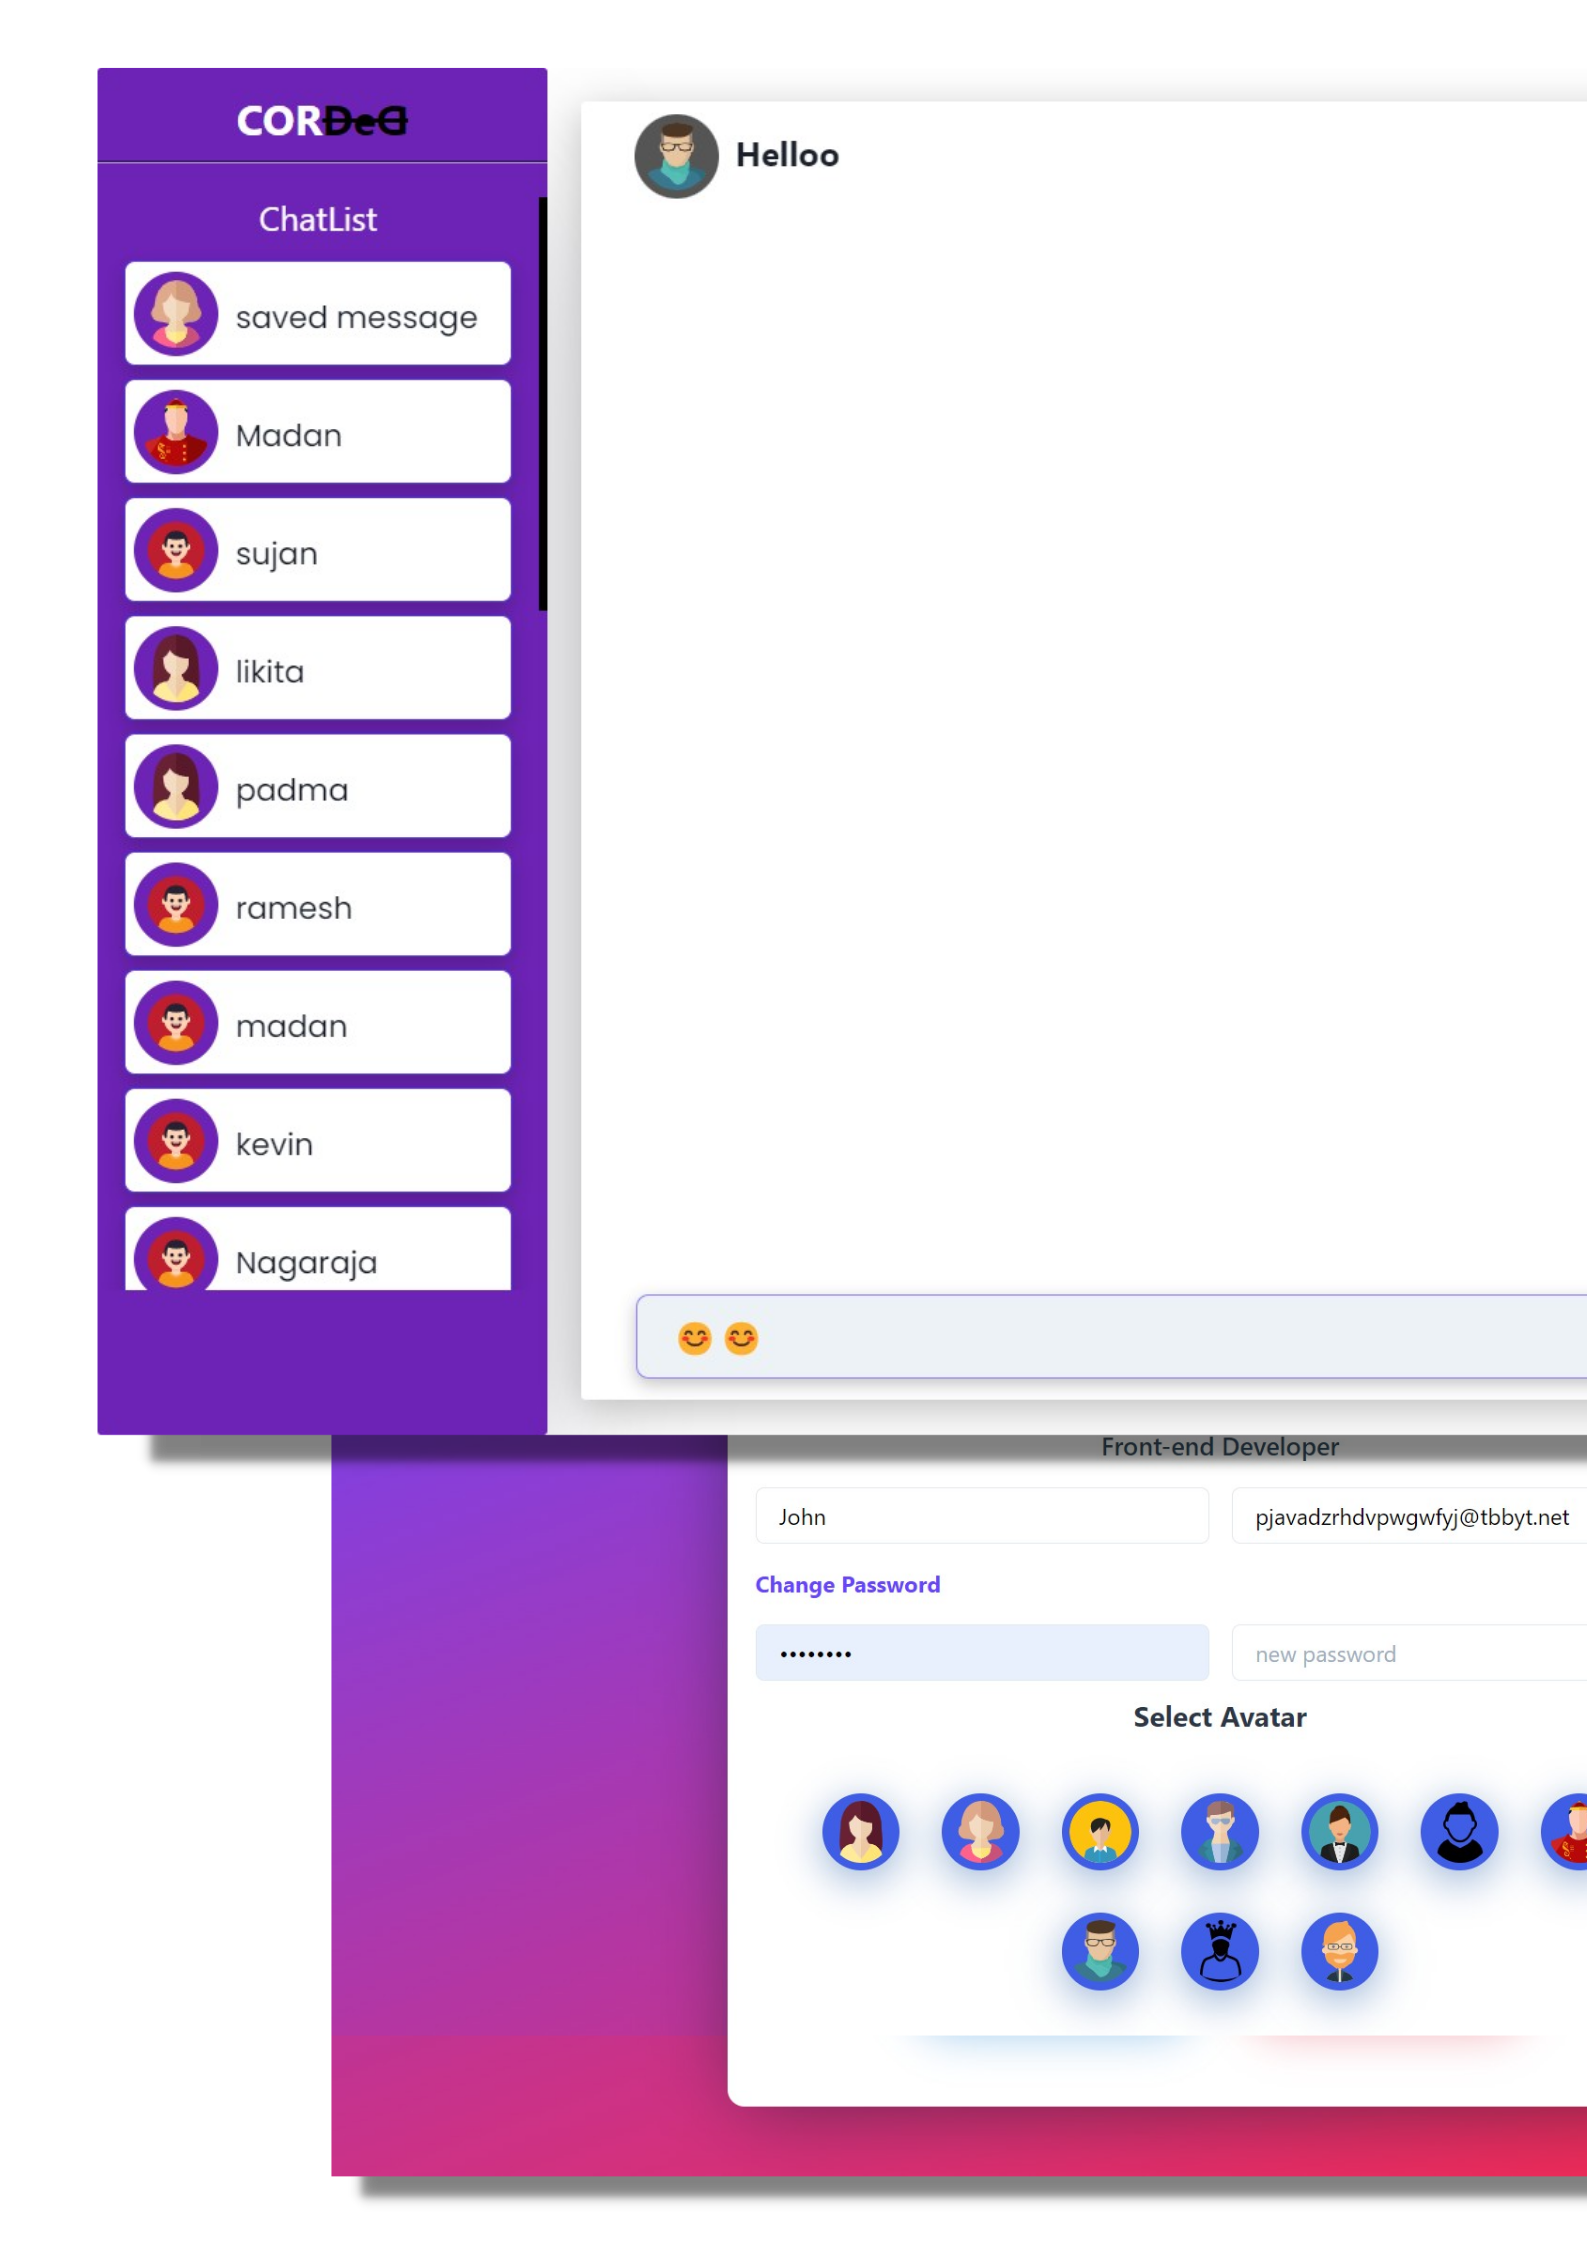 CORDeD
Helloo
ChatList
saved message
Madan
sujan
likita
padma
ramesh
madan
kevin
Nagaraja
😊 😊
Front-end Developer
John
pjavadzrhdvpwgwfyj@tbbyt.net
Change Password
••••••••
new password
Select Avatar